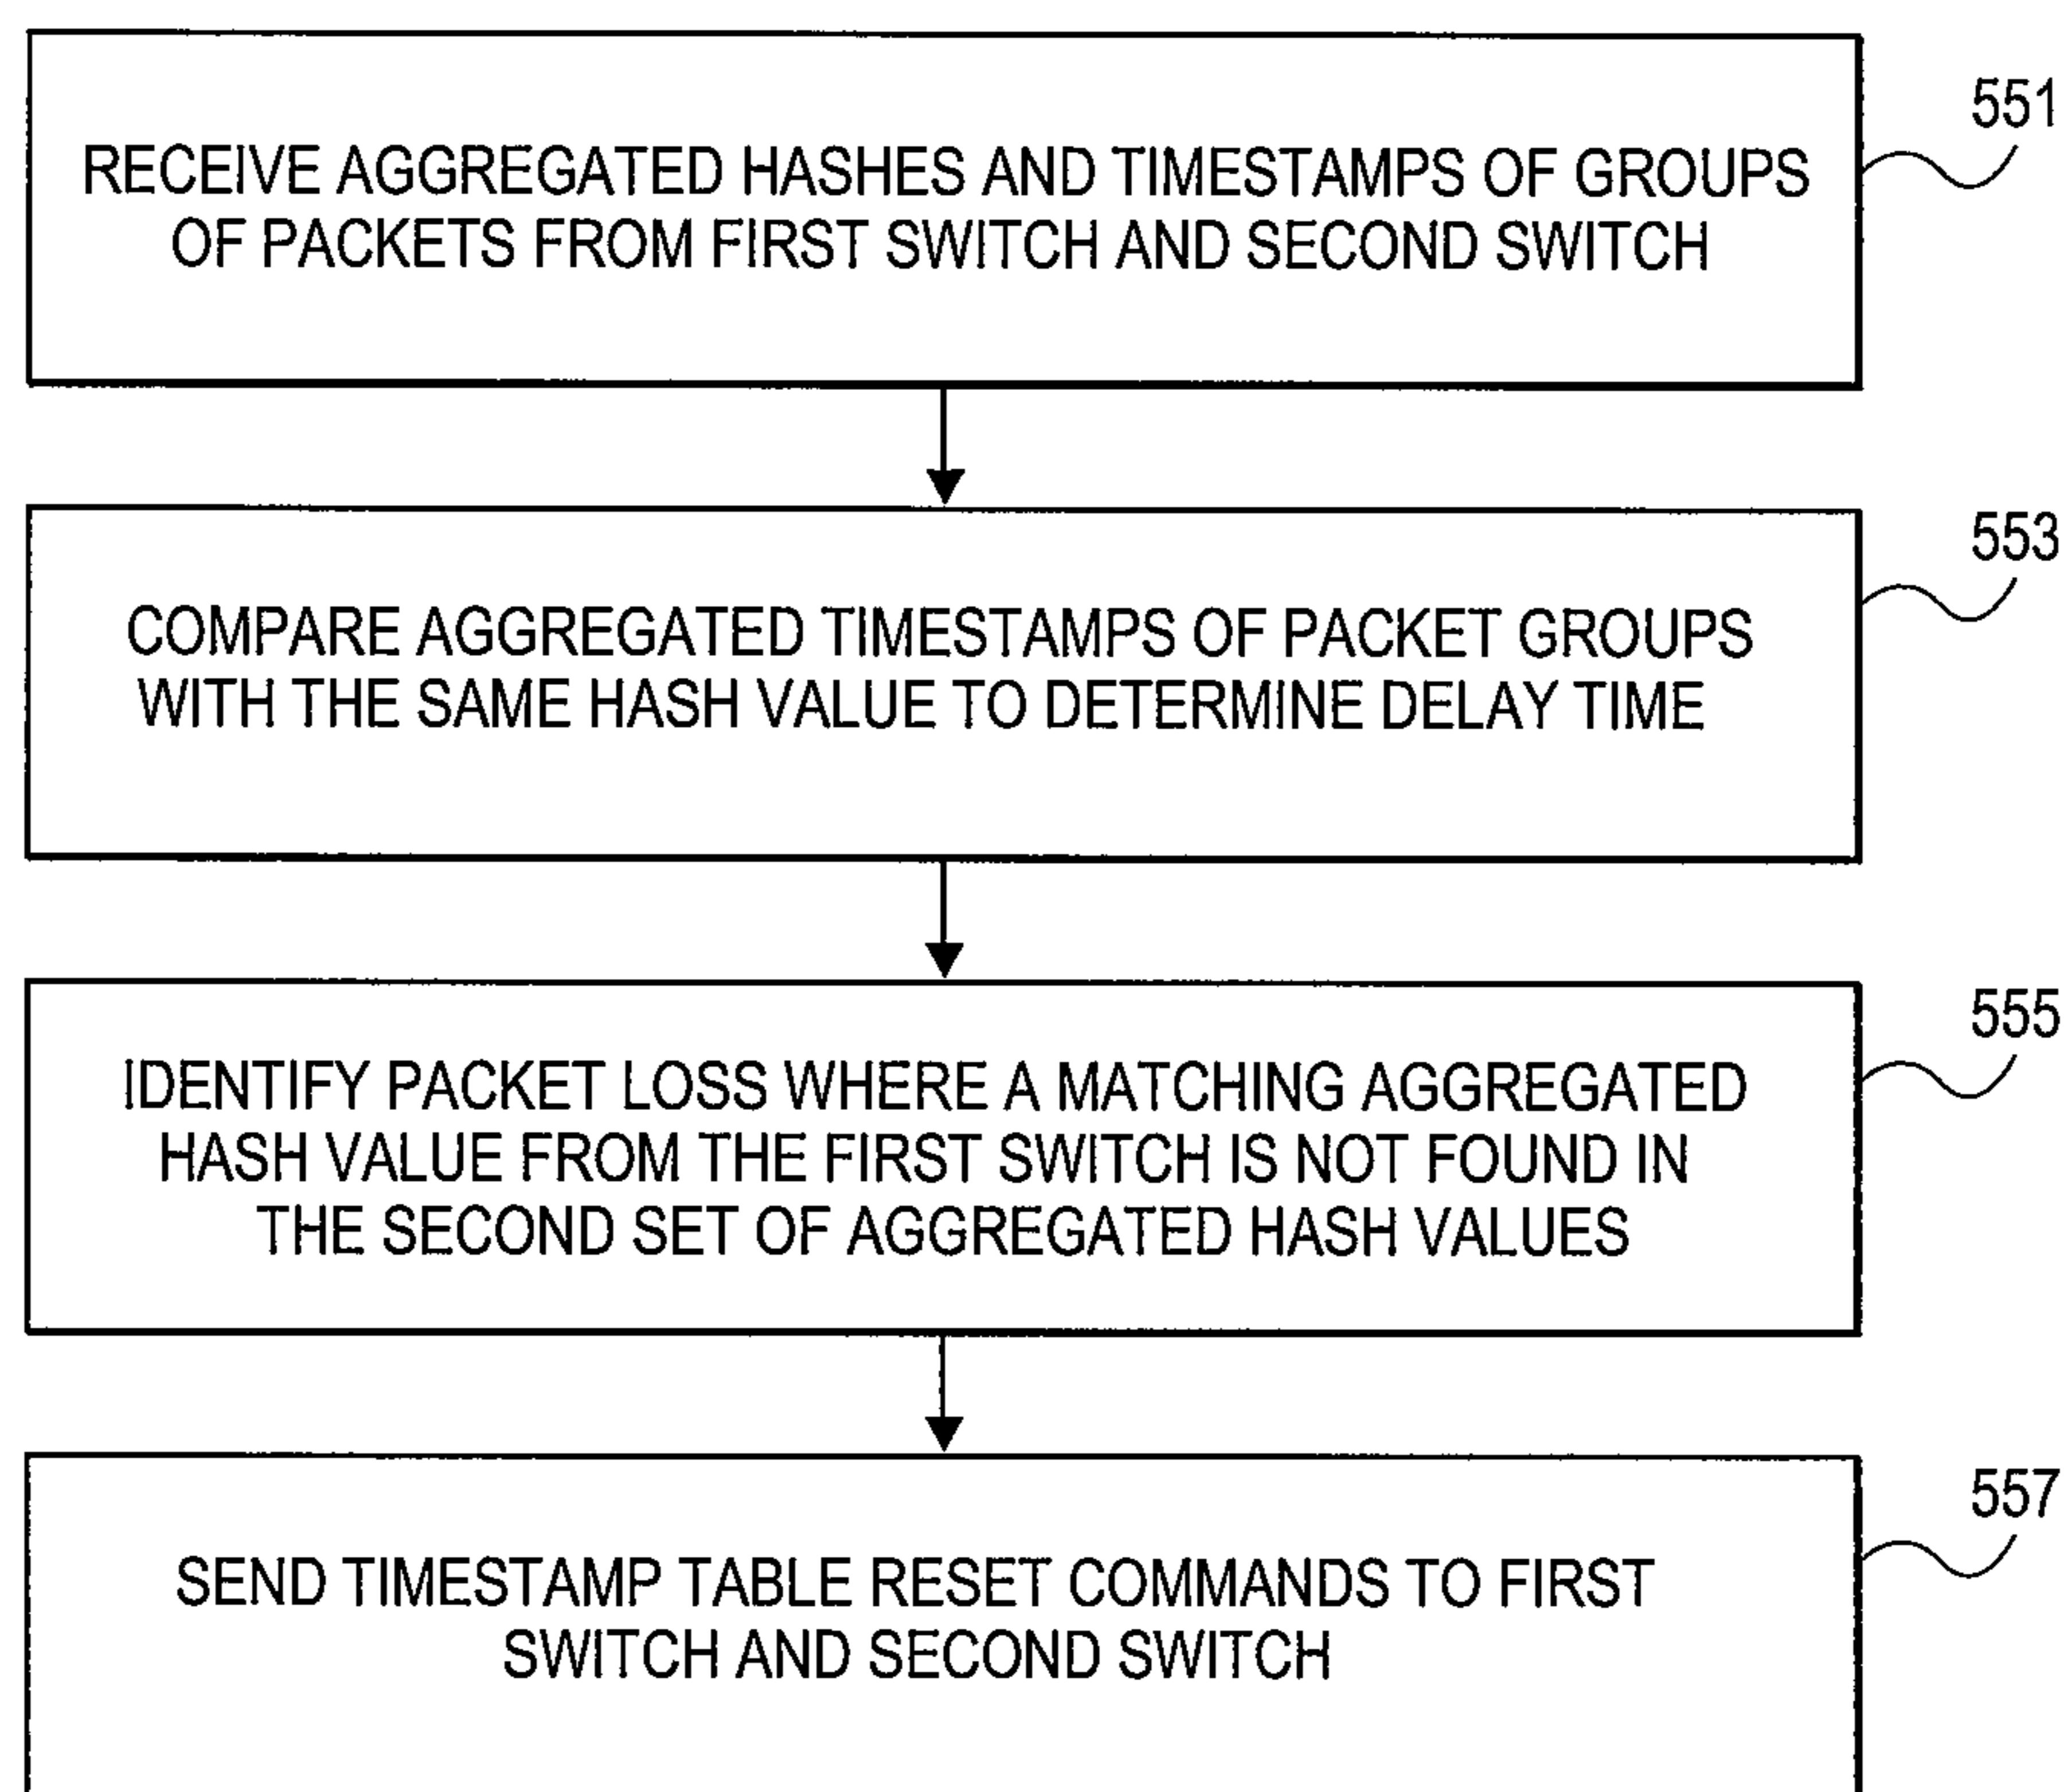 551
RECEIVE AGGREGATED HASHES AND TIMESTAMPS OF GROUPS
OF PACKETS FROM FIRST SWITCH AND SECOND SWITCH
553
COMPARE AGGREGATED TIMESTAMPS OF PACKET GROUPS
WITH THE SAME HASH VALUE TO DETERMINE DELAY TIME
555
IDENTIFY PACKET LOSS WHERE A MATCHING AGGREGATED
HASH VALUE FROM THE FIRST SWITCH IS NOT FOUND IN
THE SECOND SET OF AGGREGATED HASH VALUES
557
SEND TIMESTAMP TABLE RESET COMMANDS TO FIRST
SWITCH AND SECOND SWITCH